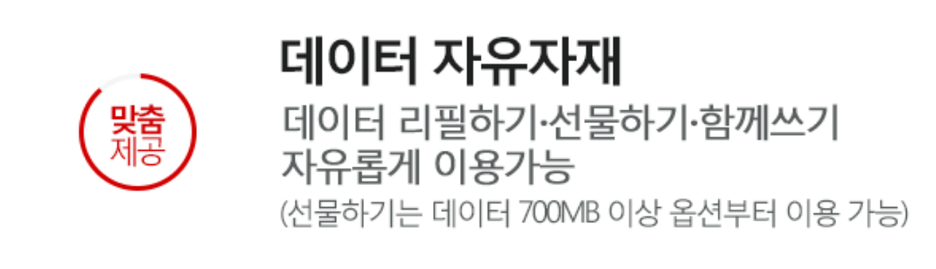 맞춤
제공
데이터 자유자재
데이터 리필하기·선물하기·함께쓰기
자유롭게 이용가능
(선물하기는 데이터 700MB 이상 옵션부터 이용 가능)